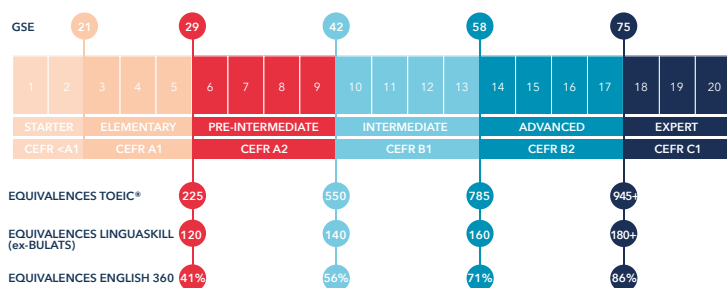 GSE 21 29 42 58 75
1 2 3 4 5 6 7 8 9 10 11 12 13 14 15 16 17 18 19 20
STARTER ELEMENTARY PRE-INTERMEDIATE INTERMEDIATE ADVANCED EXPERT
CEFR <A1 CEFR A1 CEFR A2 CEFR B1 CEFR B2 CEFR C1
EQUIVALENCES TOEIC® 225 550 785 945+
EQUIVALENCES LINGUASKILL 120 140 160 180+
(ex-BULATS)
EQUIVALENCES ENGLISH 360 41% 56% 71% 86%